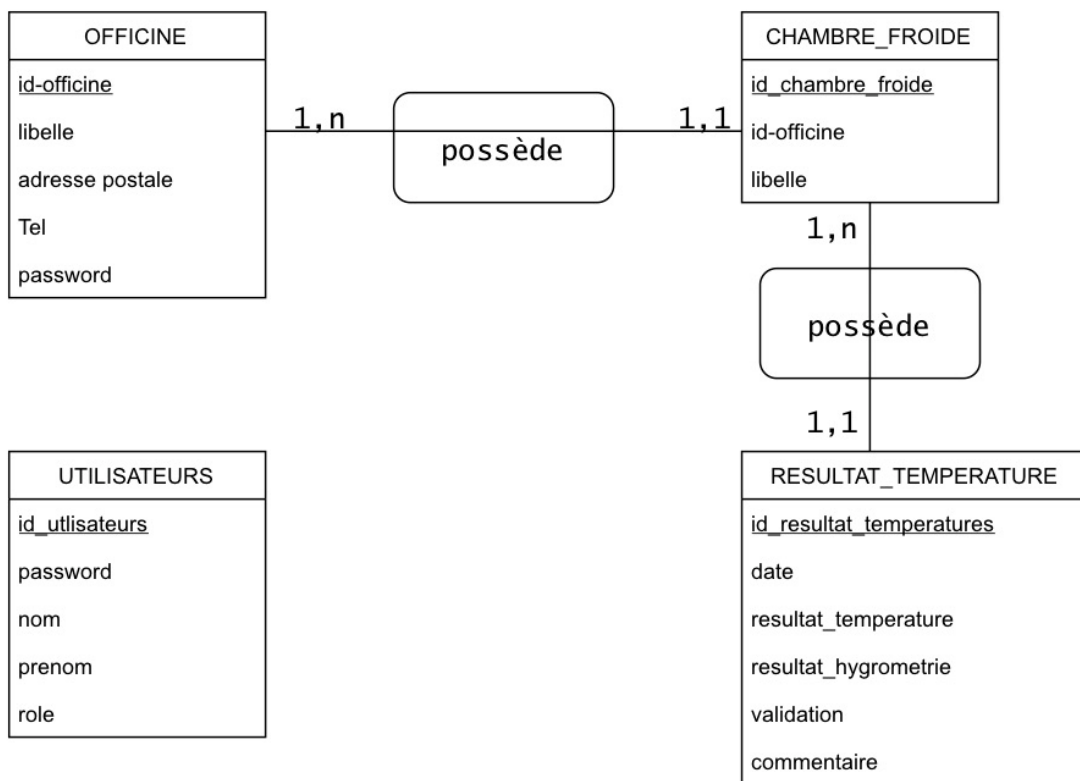 OFFICINE
id-officine
libelle
adresse postale
Tel
password
1,n
possède
1,1
CHAMBRE_FROIDE
id_chambre_froide
id-officine
libelle
1,n
possède
1,1
UTILISATEURS
id_utlisateurs
password
nom
prenom
role
RESULTAT_TEMPERATURE
id_resultat_temperatures
date
resultat_temperature
resultat_hygrometrie
validation
commentaire